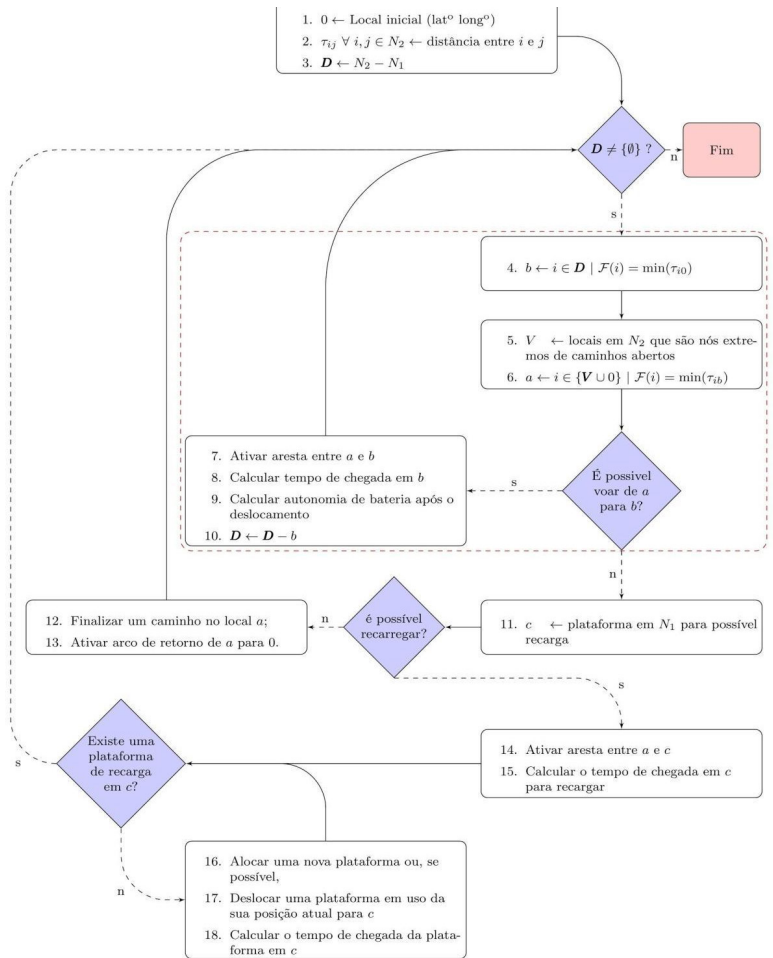 1. 0 ← Local inicial (latº longº)
2. τij ∀ i, j ∈ N2 ← distância entre i e j
3. D ← N2 − N1
D ≠ {∅} ?
n
Fim
s
4. b ← i ∈ D | F(i) = min(τi0)
5. V ← locais em N2 que são nós extre-
mos de caminhos abertos
6. a ← i ∈ {V ∪ 0} | F(i) = min(τib)
7. Ativar aresta entre a e b
8. Calcular tempo de chegada em b
9. Calcular autonomia de bateria após o
deslocamento
10. D ← D − b
s
É possivel
voar de a
para b?
n
12. Finalizar um caminho no local a;
13. Ativar arco de retorno de a para 0.
n
é possível
recarregar?
11. c ← plataforma em N1 para possível
recarga
s
Existe uma
plataforma
de recarga
em c?
s
14. Ativar aresta entre a e c
15. Calcular o tempo de chegada em c
para recargar
n
16. Alocar uma nova plataforma ou, se
possível,
17. Deslocar uma plataforma em uso da
sua posição atual para c
18. Calcular o tempo de chegada da plata-
forma em c